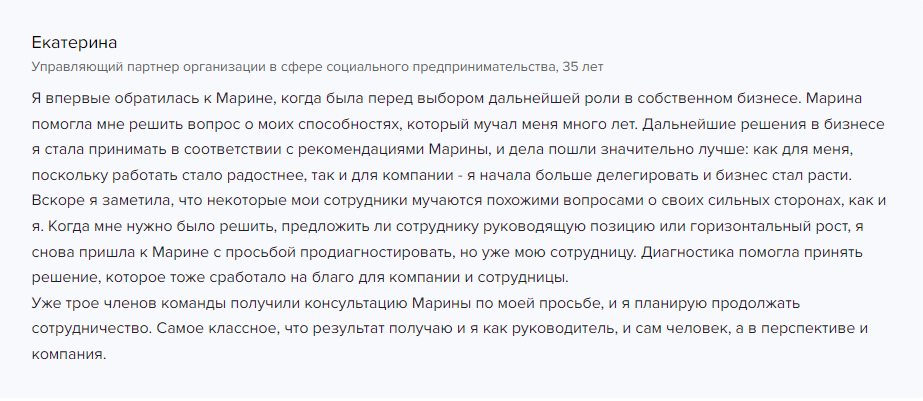 Екатерина
Управляющий партнер организации в сфере социального предпринимательства, 35 лет
Я впервые обратилась к Марине, когда была перед выбором дальнейшей роли в собственном бизнесе. Марина
помогла мне решить вопрос о моих способностях, который мучал меня много лет. Дальнейшие решения в бизнесе
я стала принимать в соответствии с рекомендациями Марины, и дела пошли значительно лучше: как для меня,
поскольку работать стало радостнее, так и для компании - я начала больше делегировать и бизнес стал расти.
Вскоре я заметила, что некоторые мои сотрудники мучаются похожими вопросами о своих сильных сторонах, как и
я. Когда мне нужно было решить, предложить ли сотруднику руководящую позицию или горизонтальный рост, я
снова пришла к Марине с просьбой продиагностировать, но уже мою сотрудницу. Диагностика помогла принять
решение, которое тоже сработало на благо для компании и сотрудницы.
Уже трое членов команды получили консультацию Марины по моей просьбе, и я планирую продолжать
сотрудничество. Самое классное, что результат получаю и я как руководитель, и сам человек, а в перспективе и
компания.